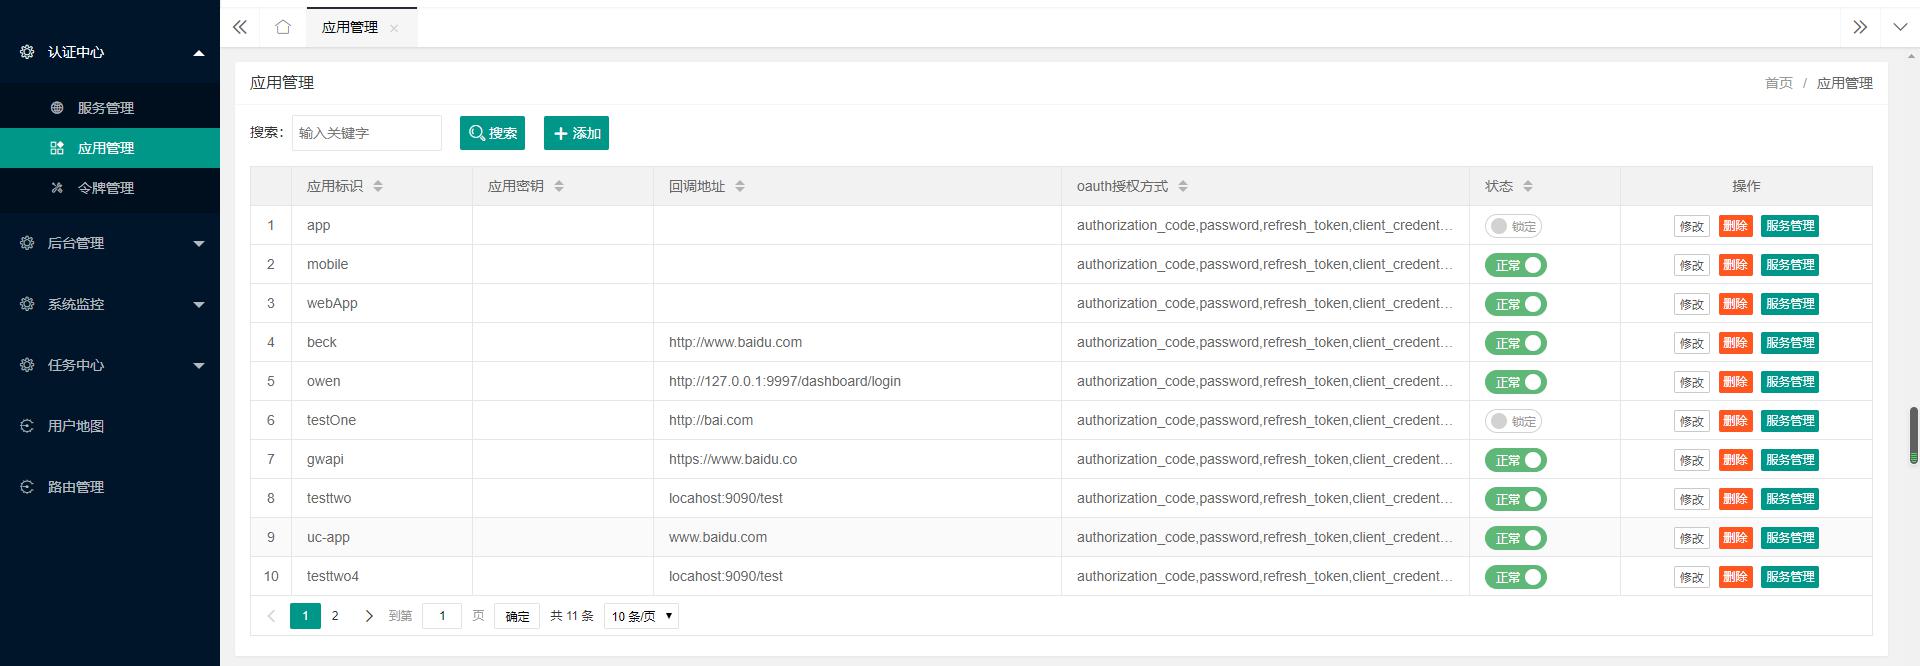 认证中心
服务管理
应用管理
令牌管理
后台管理
系统监控
任务中心
用户地图
路由管理
应用管理
应用管理
首页 / 应用管理
搜索： 输入关键字 搜索 添加
应用标识 应用密钥 回调地址 oauth授权方式 状态 操作
1 app authorization_code,password,refresh_token,client_credent... 锁定 修改 删除 服务管理
2 mobile authorization_code,password,refresh_token,client_credent... 正常 修改 删除 服务管理
3 webApp authorization_code,password,refresh_token,client_credent... 正常 修改 删除 服务管理
4 beck http://www.baidu.com authorization_code,password,refresh_token,client_credent... 正常 修改 删除 服务管理
5 owen http://127.0.0.1:9997/dashboard/login authorization_code,password,refresh_token,client_credent... 正常 修改 删除 服务管理
6 testOne http://bai.com authorization_code,password,refresh_token,client_credent... 锁定 修改 删除 服务管理
7 gwapi https://www.baidu.co authorization_code,password,refresh_token,client_credent... 正常 修改 删除 服务管理
8 testtwo locahost:9090/test authorization_code,password,refresh_token,client_credent... 正常 修改 删除 服务管理
9 uc-app www.baidu.com authorization_code,password,refresh_token,client_credent... 正常 修改 删除 服务管理
10 testtwo4 locahost:9090/test authorization_code,password,refresh_token,client_credent... 正常 修改 删除 服务管理
1 2 到第 1 页 确定 共 11 条 10 条/页